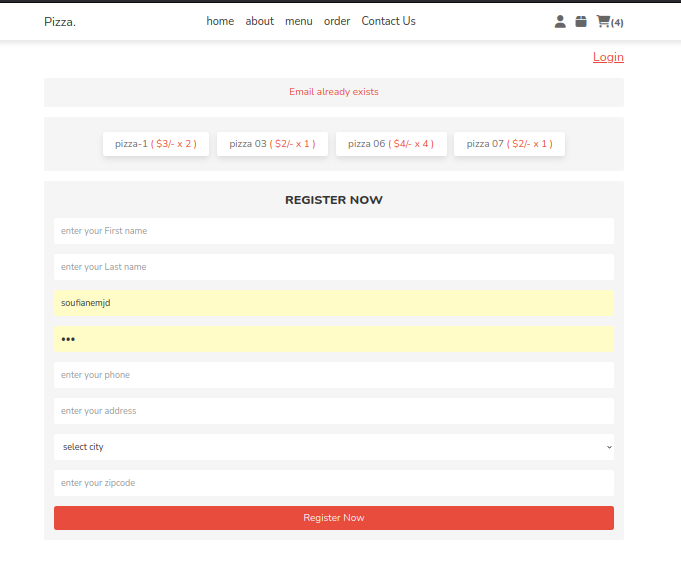 Pizza. home about menu order Contact Us (4)
Login
Email already exists
pizza-1 ( $3/- x 2 ) pizza 03 ( $2/- x 1 ) pizza 06 ( $4/- x 4 ) pizza 07 ( $2/- x 1 )
REGISTER NOW
enter your First name
enter your Last name
soufianemjd
•••
enter your phone
enter your address
select city
enter your zipcode
Register Now